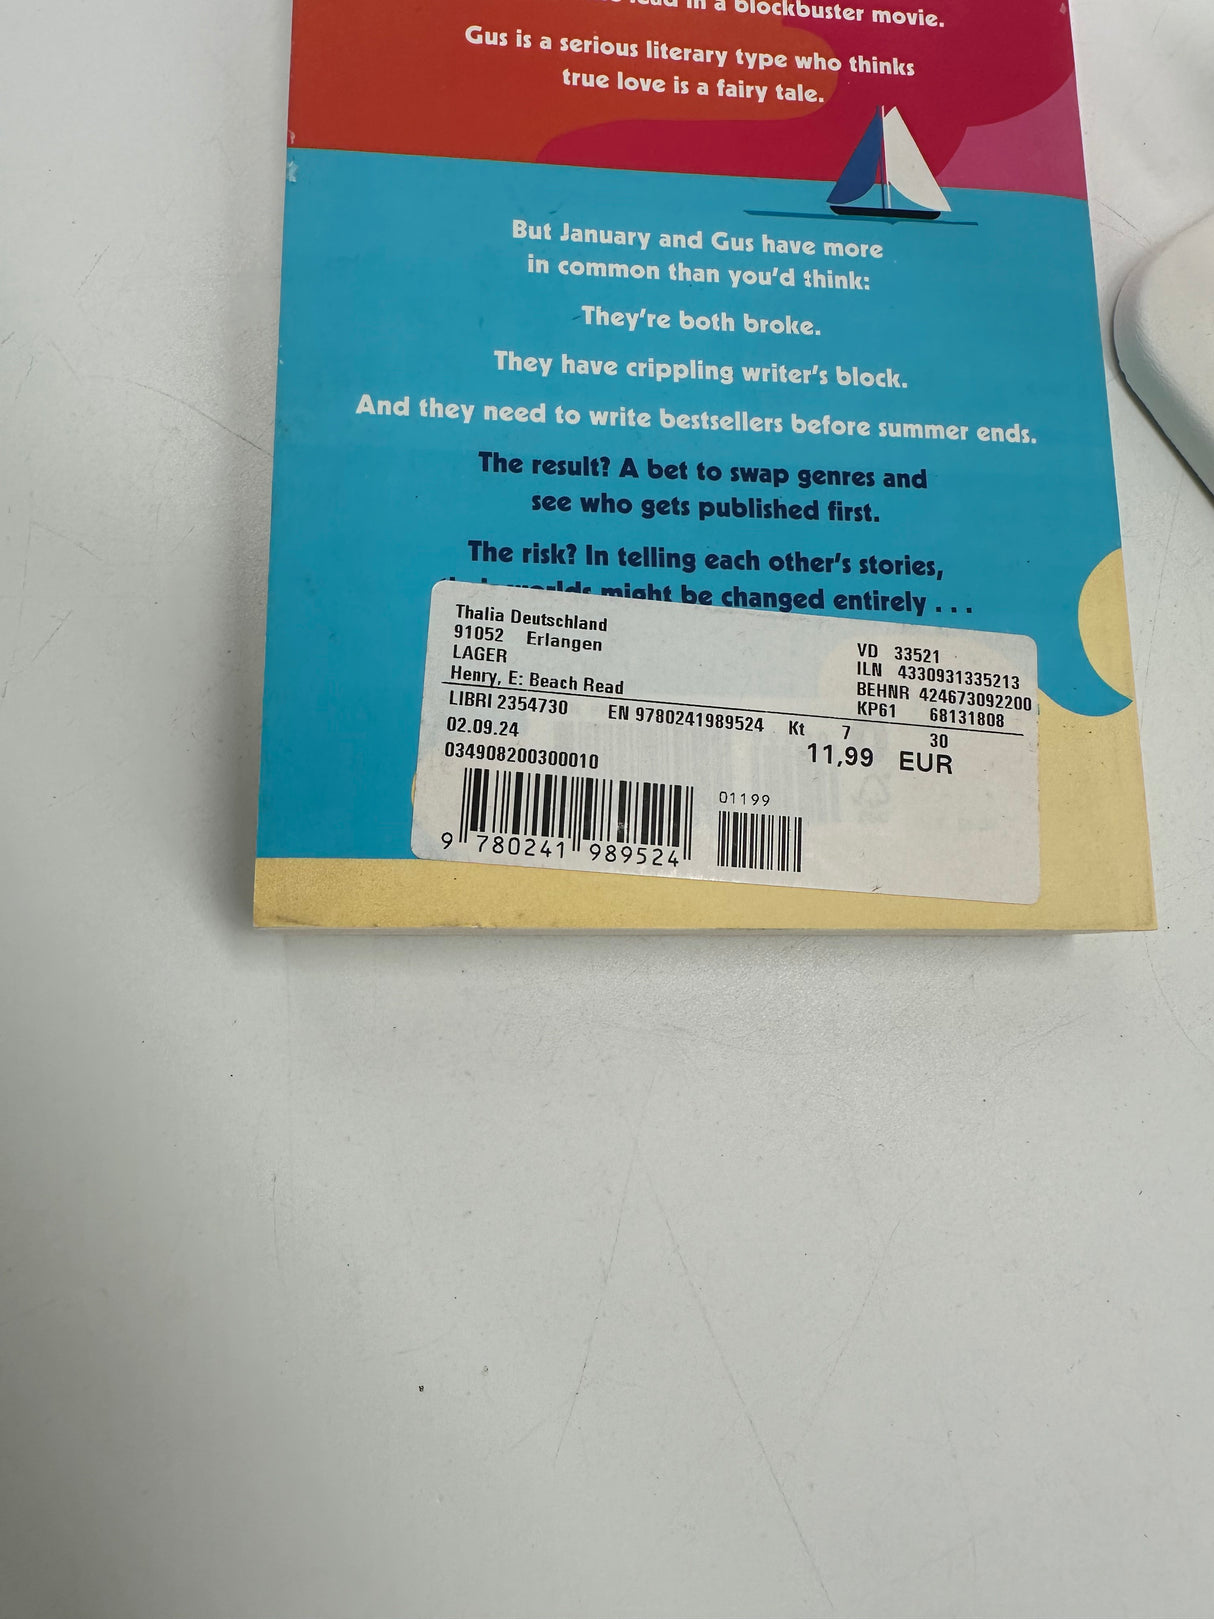 in a blockbuster movie.
Gus is a serious literary type who thinks
true love is a fairy tale.
But January and Gus have more
in common than you'd think:
They're both broke.
They have crippling writer's block.
And they need to write bestsellers before summer ends.
The result? A bet to swap genres and
see who gets published first.
The risk? In telling each other's stories,
might be changed entirely . . .
Thalia Deutschland
91052 Erlangen
LAGER
Henry, E: Beach Read
VD 33521
ILN 4330931335213
BEHNR 424673092200
KP61 68131808
LIBRI 2354730 EN 9780241989524 Kt 7 30
02.09.24 11,99 EUR
034908200300010
01199
9 780241 989524